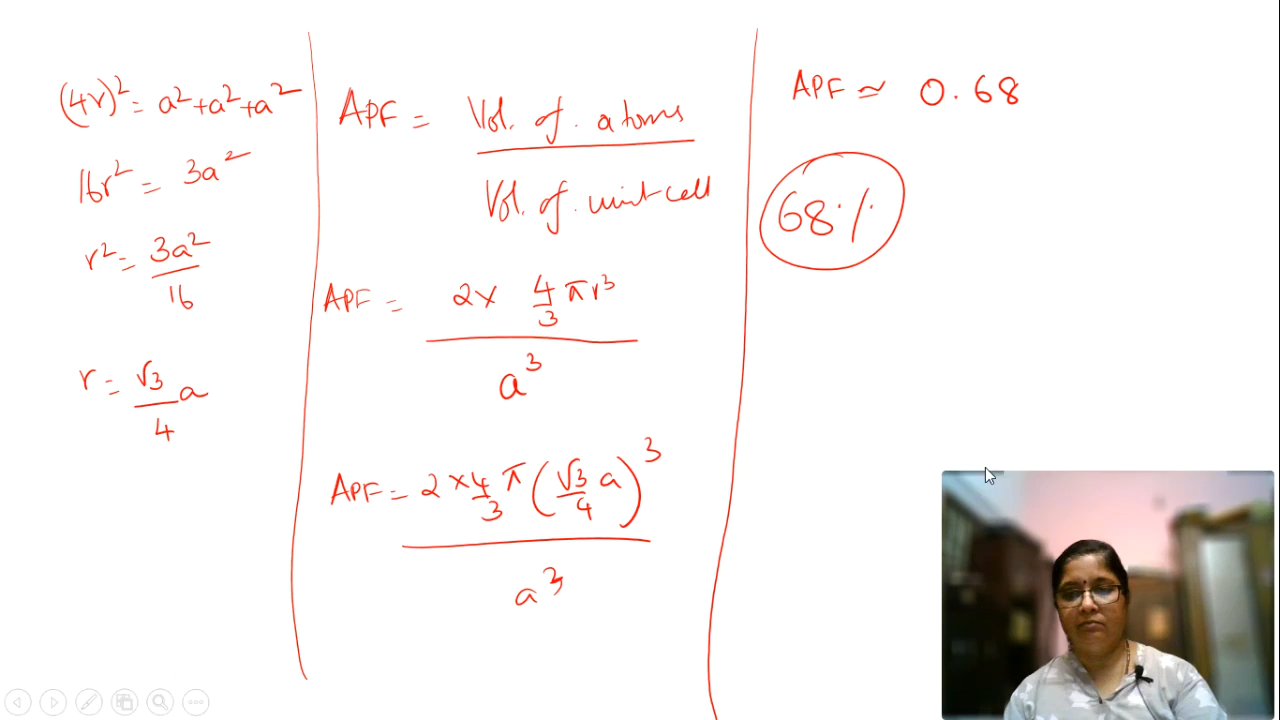 (4r)² = a²+a²+a²
16r² = 3a²
r² = 3a²/16
r = √3/4 a
APF = Vol. of. atoms / Vol. of. unit cell
APF = 2× 4/3 πr³ / a³
APF = 2×4/3 π (√3/4 a)³ / a³
APF ≃ 0.68
68%